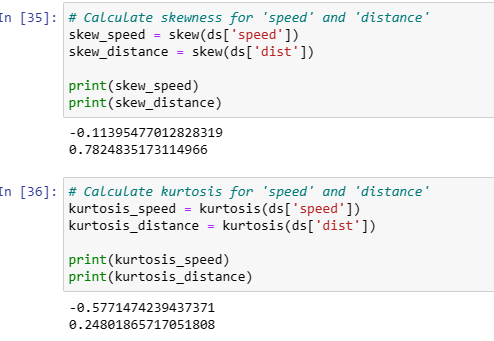 In [35]: # Calculate skewness for 'speed' and 'distance'
skew_speed = skew(ds['speed'])
skew_distance = skew(ds['dist'])
print(skew_speed)
print(skew_distance)
-0.11395477012828319
0.7824835173114966
In [36]: # Calculate kurtosis for 'speed' and 'distance'
kurtosis_speed = kurtosis(ds['speed'])
kurtosis_distance = kurtosis(ds['dist'])
print(kurtosis_speed)
print(kurtosis_distance)
-0.5771474239437371
0.24801865717051808